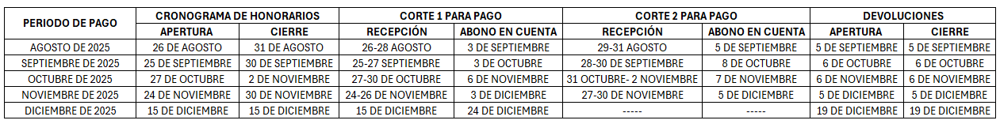 PERIODO DE PAGO CRONOGRAMA DE HONORARIOS CORTE 1 PARA PAGO CORTE 2 PARA PAGO DEVOLUCIONES
APERTURA CIERRE RECEPCIÓN ABONO EN CUENTA RECEPCIÓN ABONO EN CUENTA APERTURA CIERRE
AGOSTO DE 2025 26 DE AGOSTO 31 DE AGOSTO 26-28 AGOSTO 3 DE SEPTIEMBRE 29-31 AGOSTO 5 DE SEPTIEMBRE 5 DE SEPTIEMBRE 5 DE SEPTIEMBRE
SEPTIEMBRE DE 2025 25 DE SEPTIEMBRE 30 DE SEPTIEMBRE 25-27 SEPTIEMBRE 3 DE OCTUBRE 28-30 DE SEPTIEMBRE 8 DE OCTUBRE 6 DE OCTUBRE 6 DE OCTUBRE
OCTUBRE DE 2025 27 DE OCTUBRE 2 DE NOVIEMBRE 27-30 DE OCTUBRE 6 DE NOVIEMBRE 31 OCTUBRE- 2 NOVIEMBRE 7 DE NOVIEMBRE 6 DE NOVIEMBRE 6 DE NOVIEMBRE
NOVIEMBRE DE 2025 24 DE NOVIEMBRE 30 DE NOVIEMBRE 24-26 DE NOVIEMBRE 3 DE DICIEMBRE 27-30 DE NOVIEMBRE 5 DE DICIEMBRE 5 DE DICIEMBRE 5 DE DICIEMBRE
DICIEMBRE DE 2025 15 DE DICIEMBRE 15 DE DICIEMBRE 15 DE DICIEMBRE 24 DE DICIEMBRE ----- ----- 19 DE DICIEMBRE 19 DE DICIEMBRE